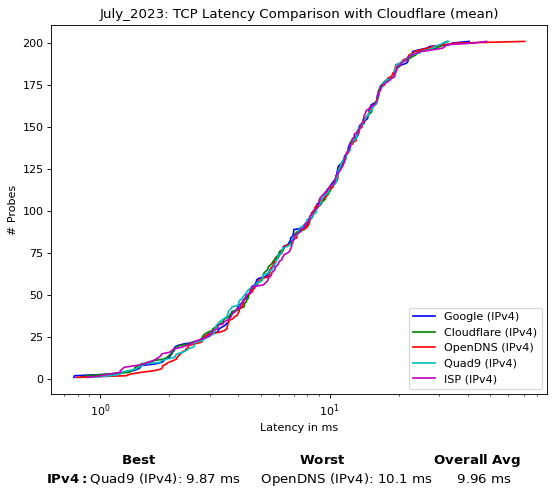 July_2023: TCP Latency Comparison with Cloudflare (mean)
200
175
150
125
100
75
50
25
0
# Probes
Google (IPv4)
Cloudflare (IPv4)
OpenDNS (IPv4)
Quad9 (IPv4)
ISP (IPv4)
10⁰ 10¹
Latency in ms
Best Worst Overall Avg
IPv4: Quad9 (IPv4): 9.87 ms OpenDNS (IPv4): 10.1 ms 9.96 ms